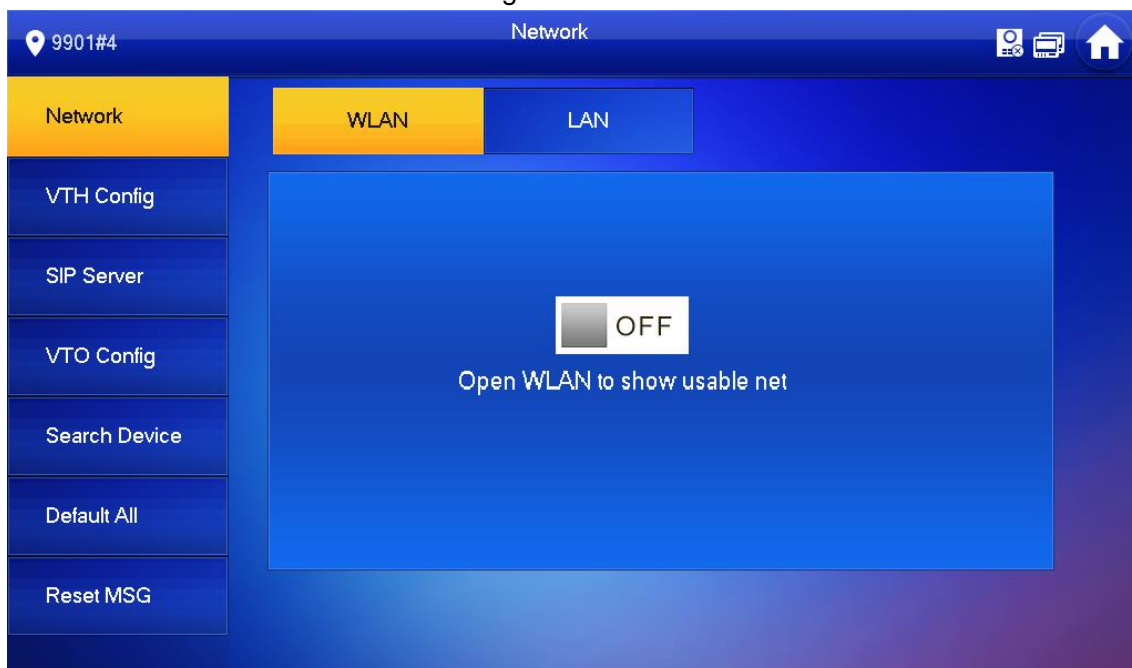 9901#4
Network
Network
WLAN
LAN
VTH Config
SIP Server
OFF
VTO Config
Open WLAN to show usable net
Search Device
Default All
Reset MSG